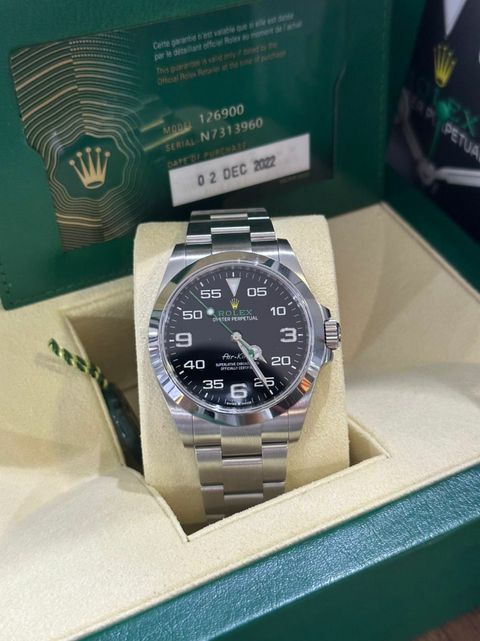 Cette garantie n'est valable que si elle est datée
par le détaillant officiel Rolex au moment de l'achat
This guarantee is valid only if dated by the
Official Rolex Retailer at the time of purchase
MODEL 126900
SERIAL N7313960
DATE OF PURCHASE
02 DEC 2022
ROLEX
OYSTER PERPETUAL
55 05
50 10
ROLEX
OYSTER PERPETUAL
9 3
Air-King
20
SUPERLATIVE CHRONOMETER
OFFICIALLY CERTIFIED
35 25
6